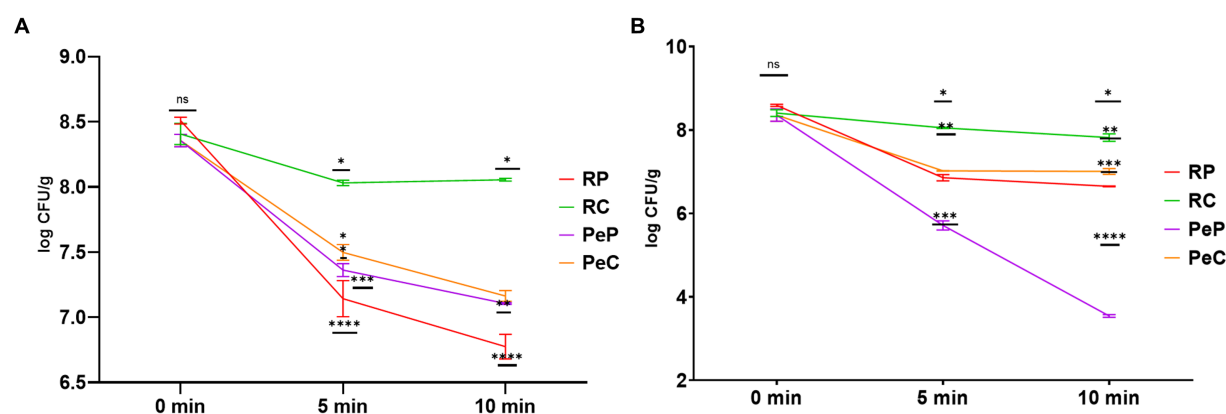 A
9.0
ns
8.5
*
*
8.0
log CFU/g
*
*
7.5
***
**
7.0
****
****
6.5
0 min 5 min 10 min
RP
RC
PeP
PeC
B
10
ns
*
*
8
**
**
***
log CFU/g
6
***
****
4
2
0 min 5 min 10 min
RP
RC
PeP
PeC